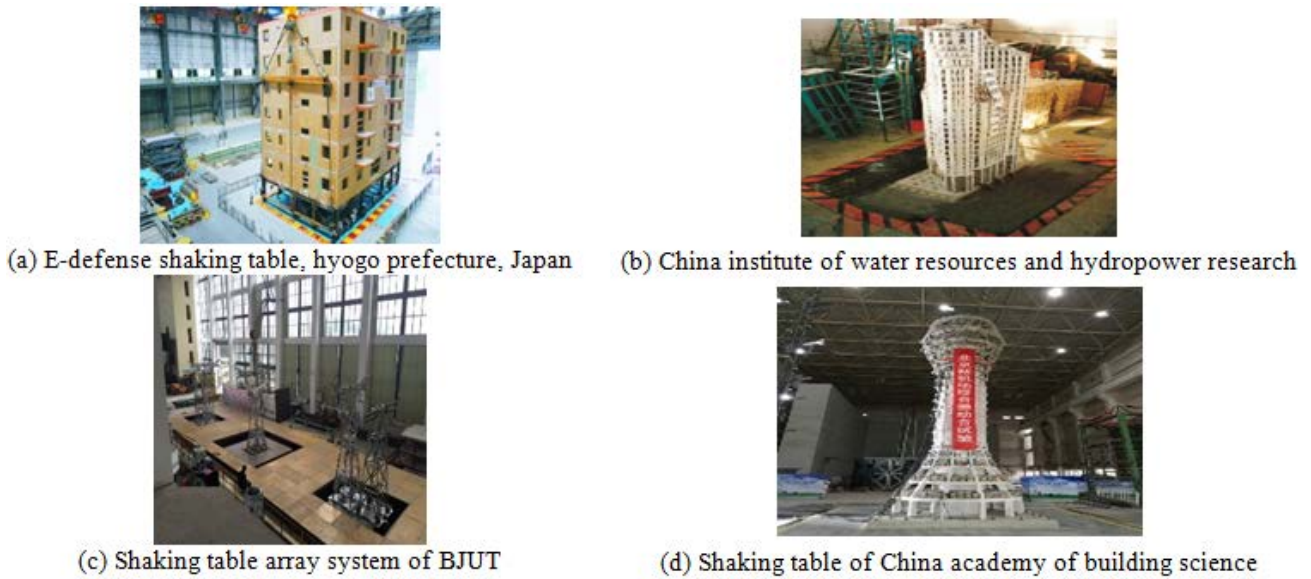 (a) E-defense shaking table, hyogo prefecture, Japan
(b) China institute of water resources and hydropower research
(c) Shaking table array system of BJUT
(d) Shaking table of China academy of building science